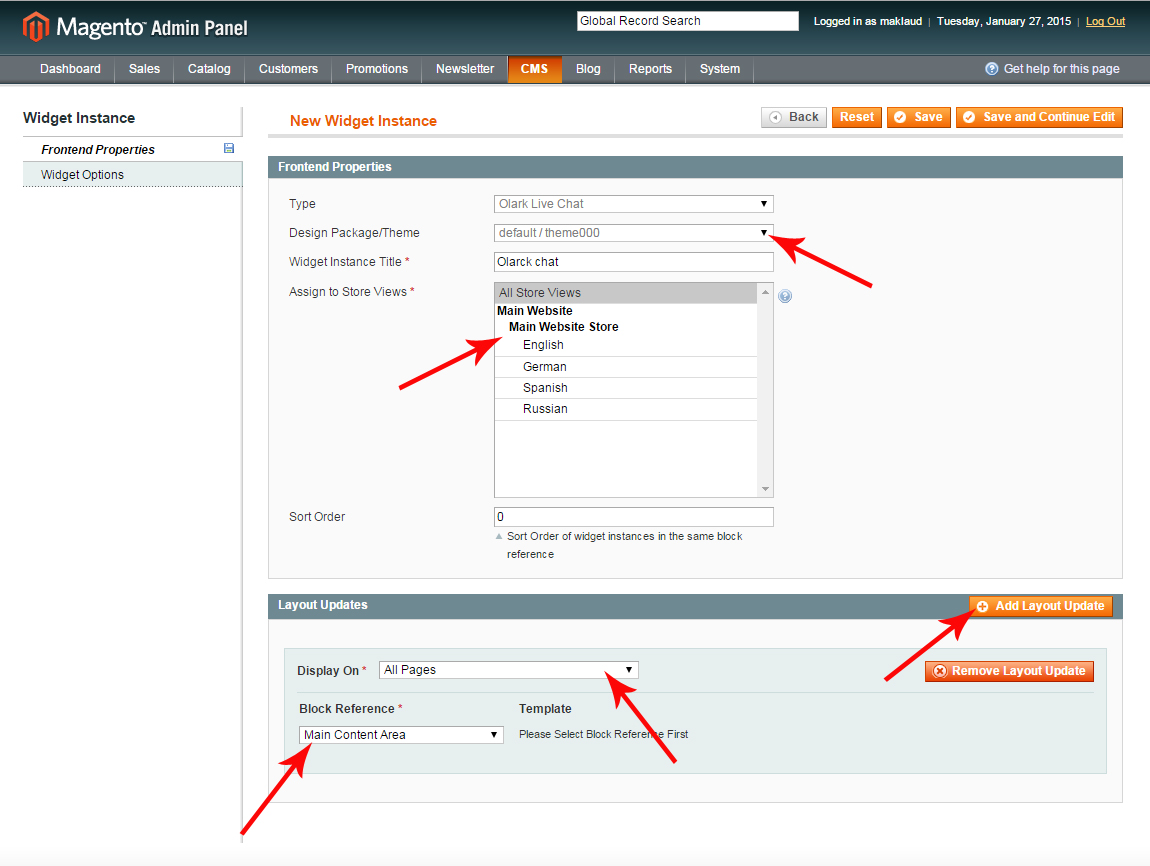 Magento Admin Panel
Global Record Search
Logged in as maklaud | Tuesday, January 27, 2015 | Log Out
Dashboard Sales Catalog Customers Promotions Newsletter CMS Blog Reports System Get help for this page
Widget Instance
Frontend Properties
Widget Options
New Widget Instance
Back Reset Save Save and Continue Edit
Frontend Properties
Type Olark Live Chat
Design Package/Theme default / theme000
Widget Instance Title * Olarck chat
Assign to Store Views * All Store Views
Main Website
Main Website Store
English
German
Spanish
Russian
Sort Order 0
Sort Order of widget instances in the same block
reference
Layout Updates Add Layout Update
Display On * All Pages Remove Layout Update
Block Reference * Template
Main Content Area Please Select Block Reference First